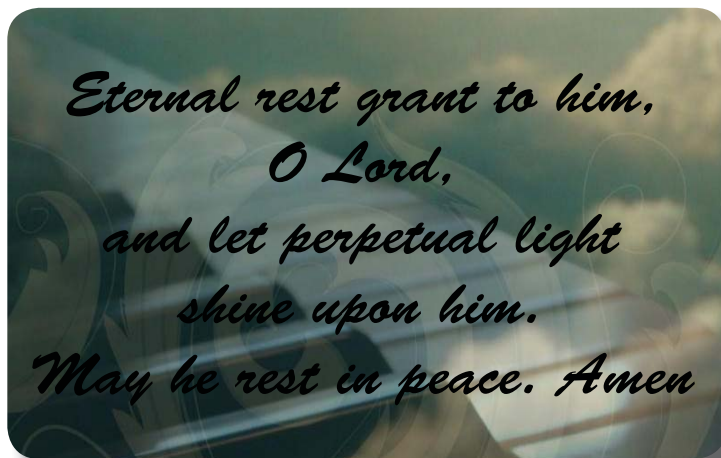 Eternal rest grant to him,
O Lord,
and let perpetual light
shine upon him.
May he rest in peace. Amen